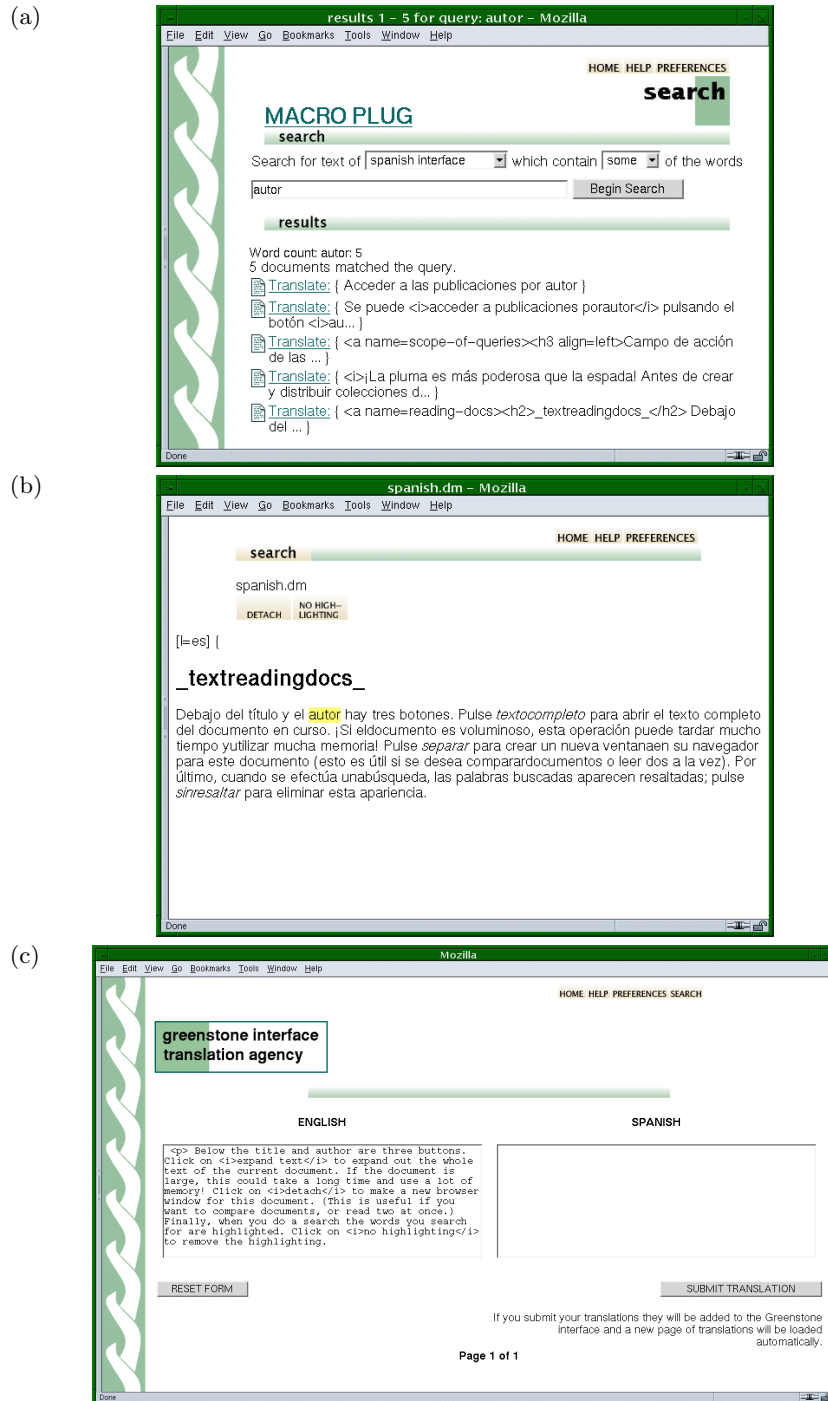 (a)
results 1 – 5 for query: autor – Mozilla
File Edit View Go Bookmarks Tools Window Help
HOME HELP PREFERENCES
search
MACRO PLUG
search
Search for text of spanish interface which contain some of the words
autor Begin Search
results
Word count: autor: 5
5 documents matched the query.
Translate: { Acceder a las publicaciones por autor }
Translate: { Se puede <i>acceder a publicaciones porautor</i> pulsando el
botón <i>au... }
Translate: { <a name=scope-of-queries><h3 align=left>Campo de acción
de las ... }
Translate: { <i>¡La pluma es más poderosa que la espada! Antes de crear
y distribuir colecciones d... }
Translate: { <a name=reading-docs><h2>_textreadingdocs_</h2> Debajo
del ... }
Done
(b)
spanish.dm – Mozilla
File Edit View Go Bookmarks Tools Window Help
HOME HELP PREFERENCES
search
spanish.dm
DETACH NO HIGH-
LIGHTING
[l=es] {
_textreadingdocs_
Debajo del título y el autor hay tres botones. Pulse textocompleto para abrir el texto completo
del documento en curso. ¡Si eldocumento es voluminoso, esta operación puede tardar mucho
tiempo yutilizar mucha memoria! Pulse separar para crear un nueva ventanaen su navegador
para este documento (esto es útil si se desea comparardocumentos o leer dos a la vez). Por
último, cuando se efectúa unabúsqueda, las palabras buscadas aparecen resaltadas; pulse
sinresaltar para eliminar esta apariencia.
Done
(c)
Mozilla
File Edit View Go Bookmarks Tools Window Help
HOME HELP PREFERENCES SEARCH
greenstone interface
translation agency
ENGLISH SPANISH
<p> Below the title and author are three buttons.
Click on <i>expand text</i> to expand out the whole
text of the current document. If the document is
large, this could take a long time and use a lot of
memory! Click on <i>detach</i> to make a new browser
window for this document. (This is useful if you
want to compare documents, or read two at once.)
Finally, when you do a search the words you search
for are highlighted. Click on <i>no highlighting</i>
to remove the highlighting.
RESET FORM SUBMIT TRANSLATION
If you submit your translations they will be added to the Greenstone
interface and a new page of translations will be loaded
automatically.
Page 1 of 1
Done